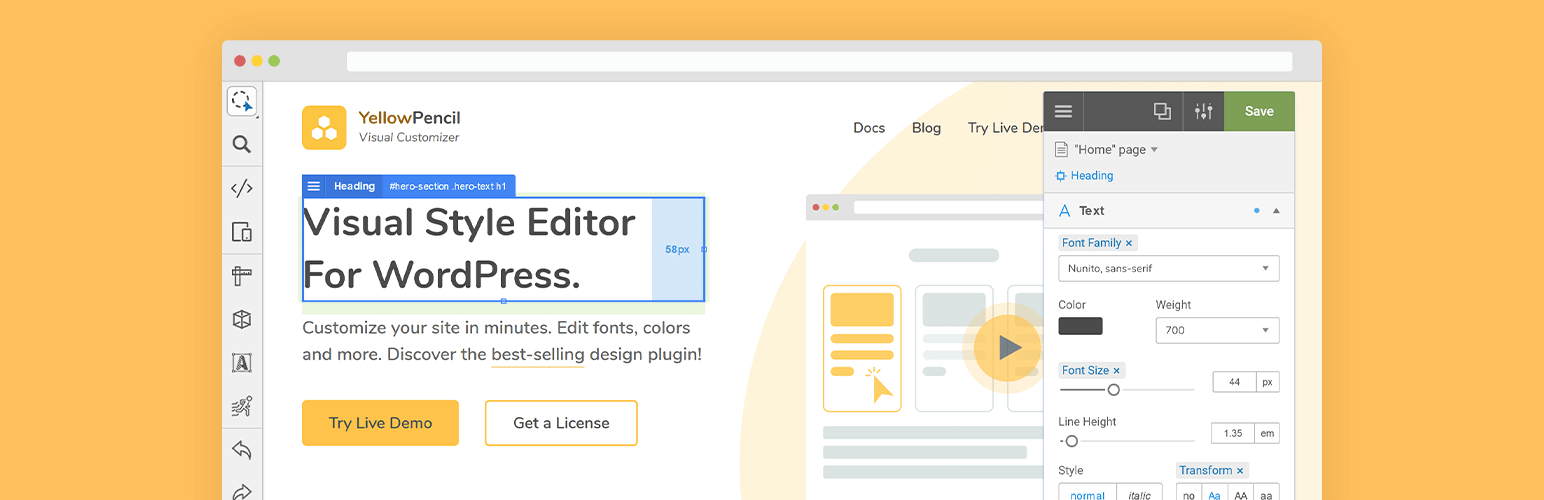 YellowPencil
Visual Customizer
Docs Blog Try Live Der
Save
"Home" page
Heading
Heading #hero-section .hero-text h1
Visual Style Editor
For WordPress.
58px
Customize your site in minutes. Edit fonts, colors
and more. Discover the best-selling design plugin!
Try Live Demo
Get a License
Text
Font Family ×
Nunito, sans-serif
Color
Weight
700
Font Size ×
44 px
Line Height
1.35 em
Style
normal italic
Transform ×
no Aa AA aa